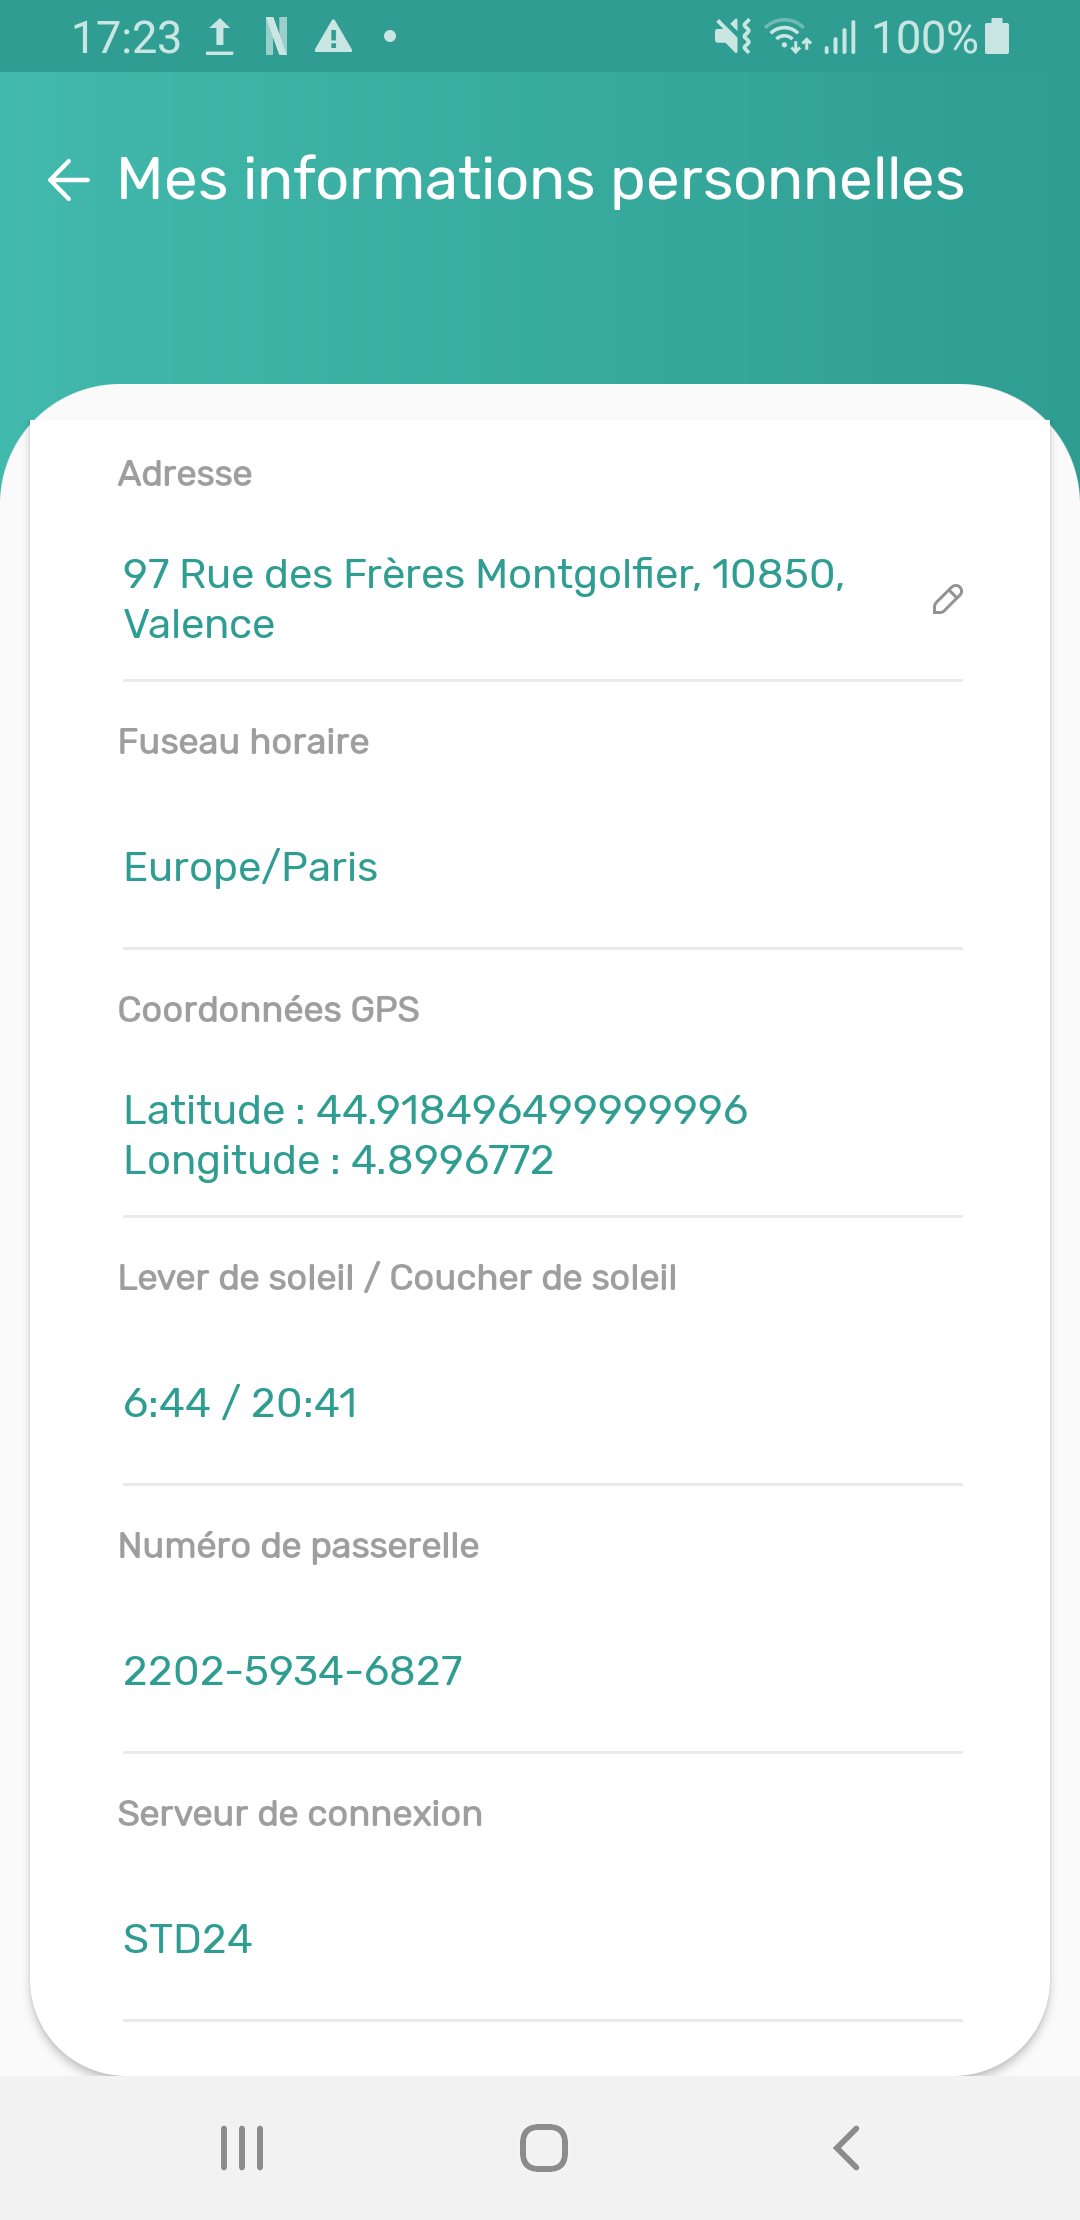 17:23 100%
Mes informations personnelles
Adresse
97 Rue des Frères Montgolfier, 10850,
Valence
Fuseau horaire
Europe/Paris
Coordonnées GPS
Latitude : 44.918496499999996
Longitude : 4.8996772
Lever de soleil / Coucher de soleil
6:44 / 20:41
Numéro de passerelle
2202-5934-6827
Serveur de connexion
STD24